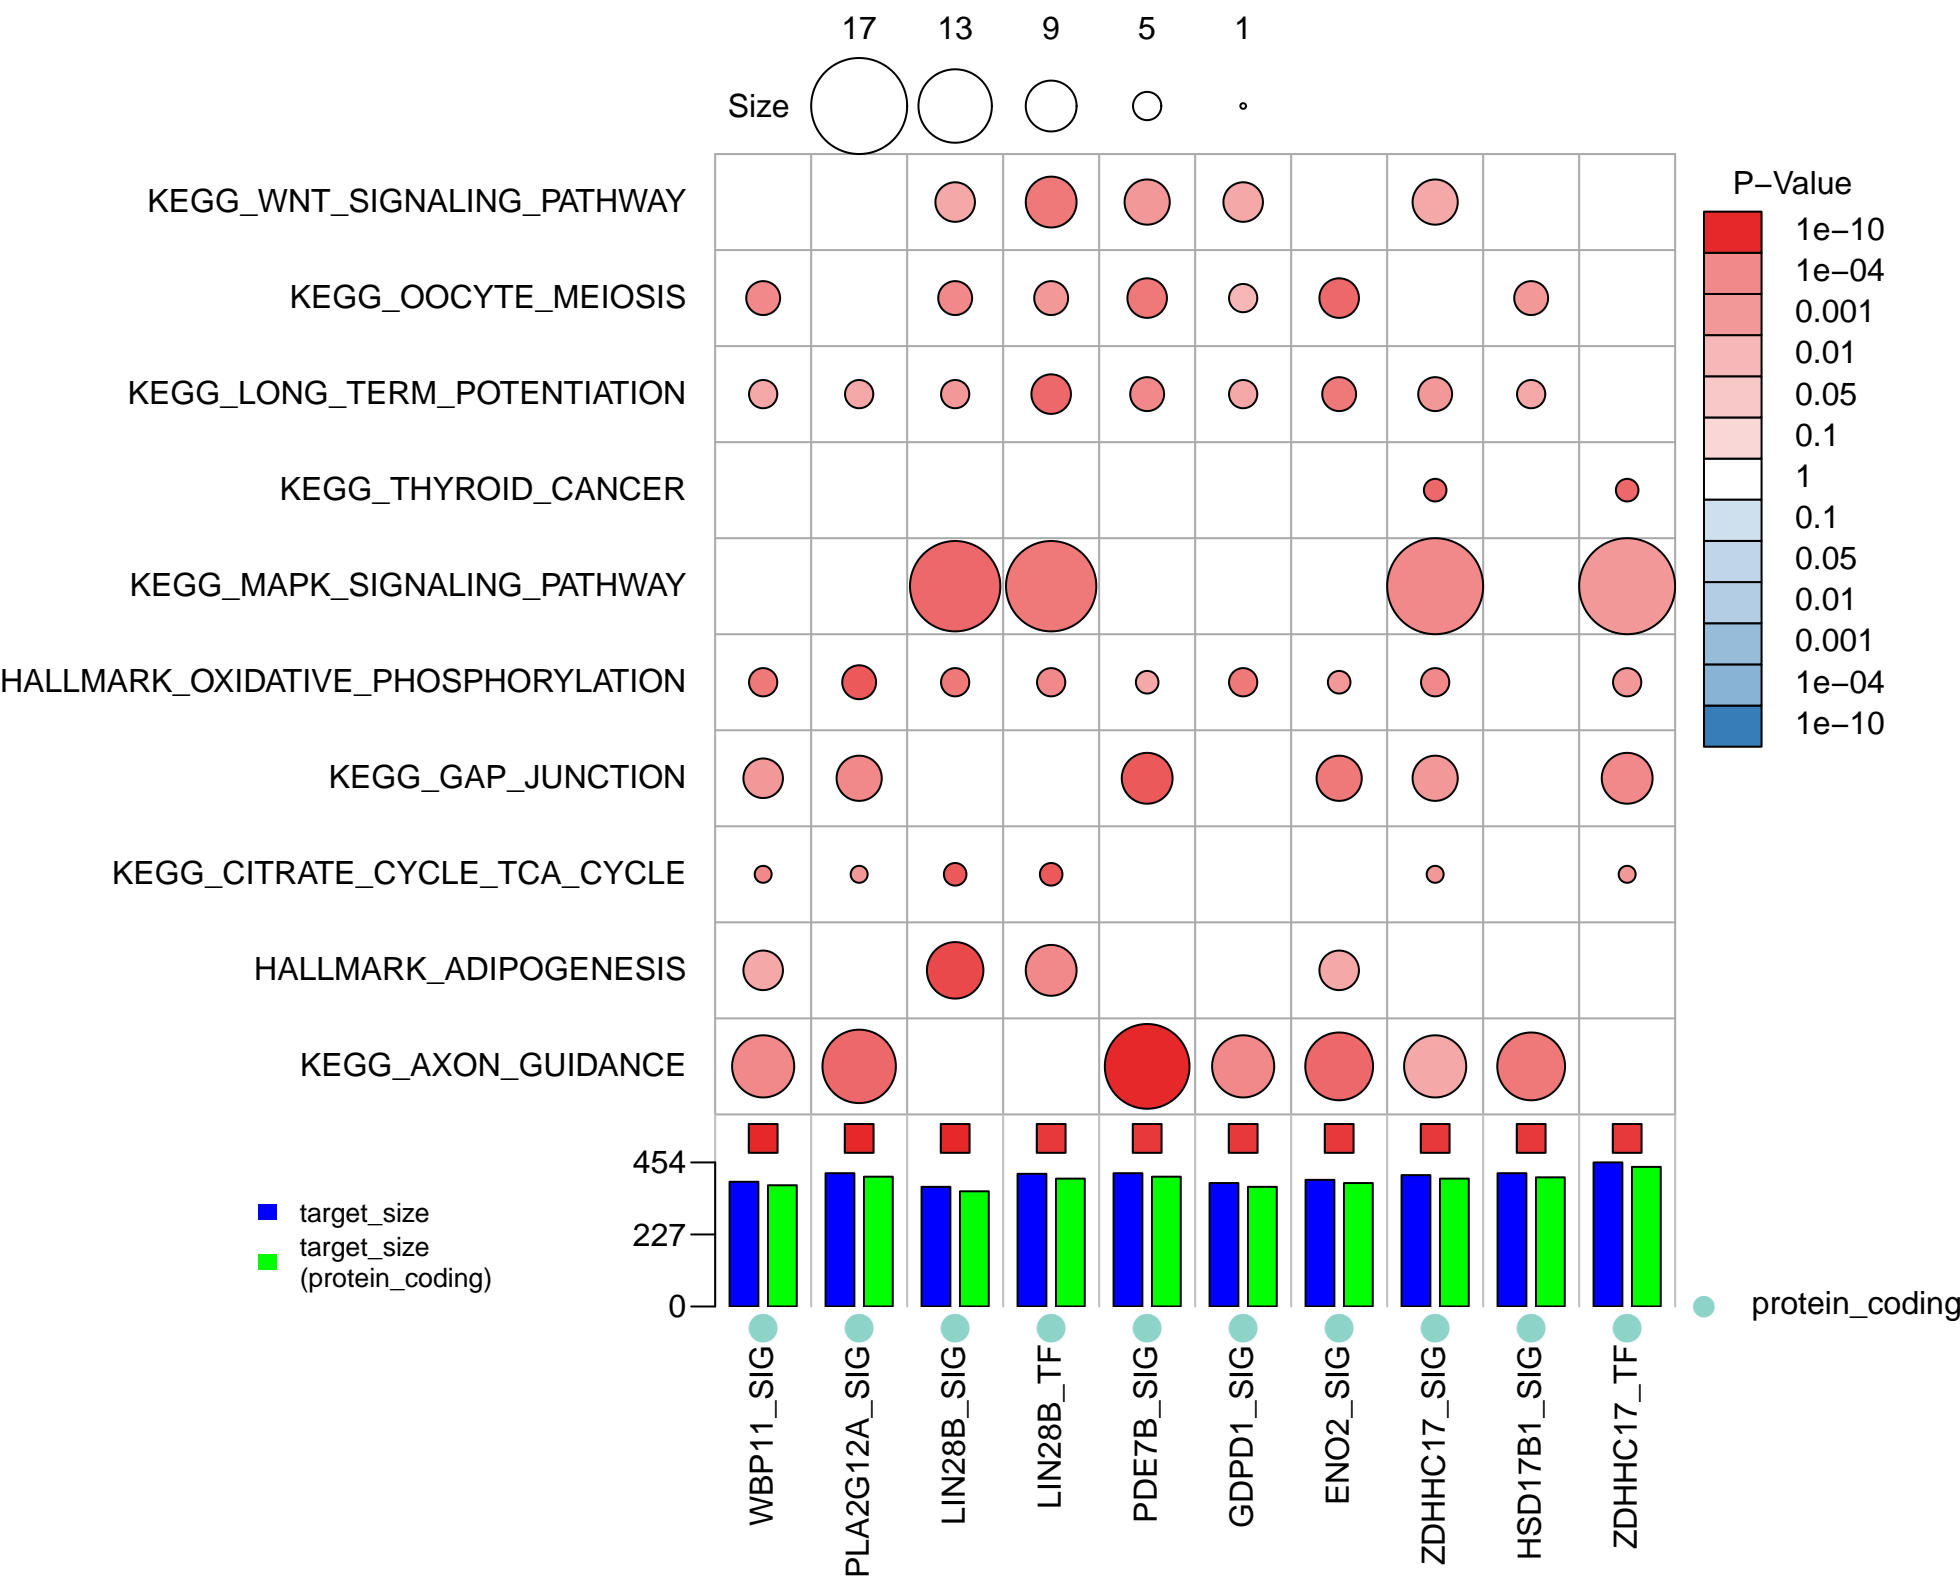 17 13 9 5 1
Size
KEGG_WNT_SIGNALING_PATHWAY
KEGG_OOCYTE_MEIOSIS
KEGG_LONG_TERM_POTENTIATION
KEGG_THYROID_CANCER
KEGG_MAPK_SIGNALING_PATHWAY
HALLMARK_OXIDATIVE_PHOSPHORYLATION
KEGG_GAP_JUNCTION
KEGG_CITRATE_CYCLE_TCA_CYCLE
HALLMARK_ADIPOGENESIS
KEGG_AXON_GUIDANCE
P−Value
1e−10
1e−04
0.001
0.01
0.05
0.1
1
0.1
0.05
0.01
0.001
1e−04
1e−10
454
227
0
target_size
target_size
(protein_coding)
protein_coding
WBP11_SIG
PLA2G12A_SIG
LIN28B_SIG
LIN28B_TF
PDE7B_SIG
GDPD1_SIG
ENO2_SIG
ZDHHC17_SIG
HSD17B1_SIG
ZDHHC17_TF